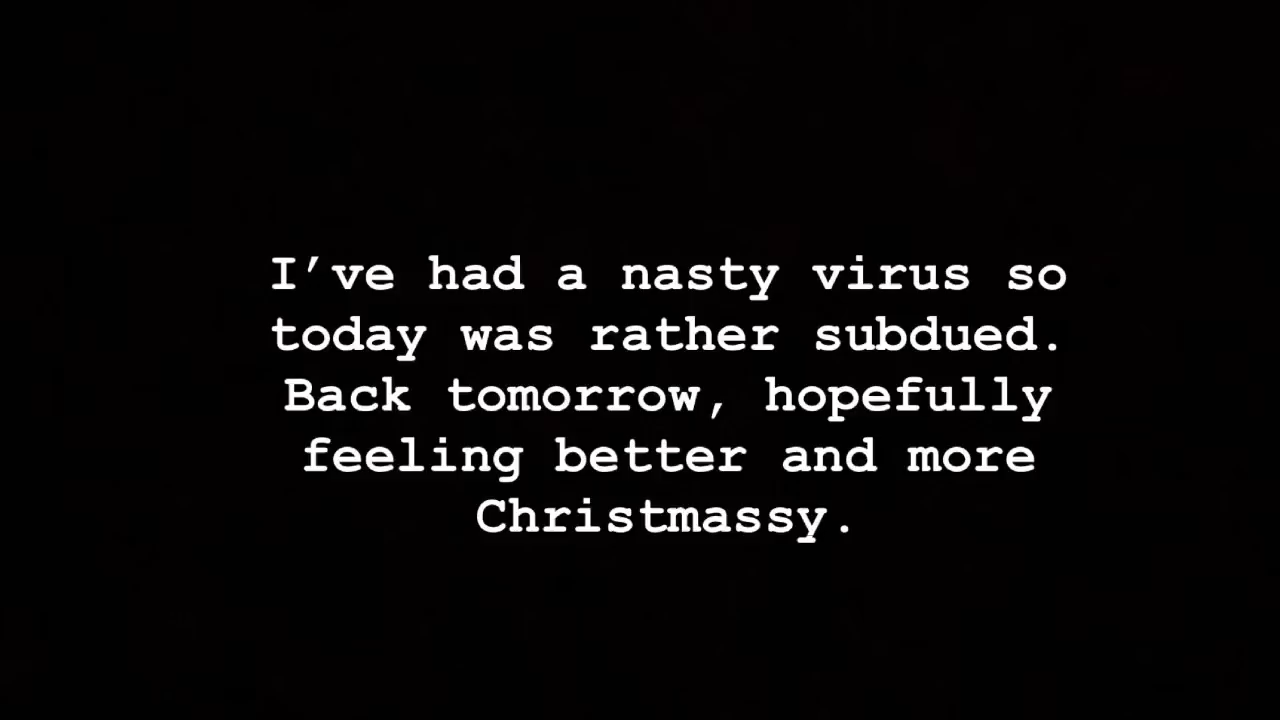 I’ve had a nasty virus so
today was rather subdued.
Back tomorrow, hopefully
feeling better and more
Christmassy.